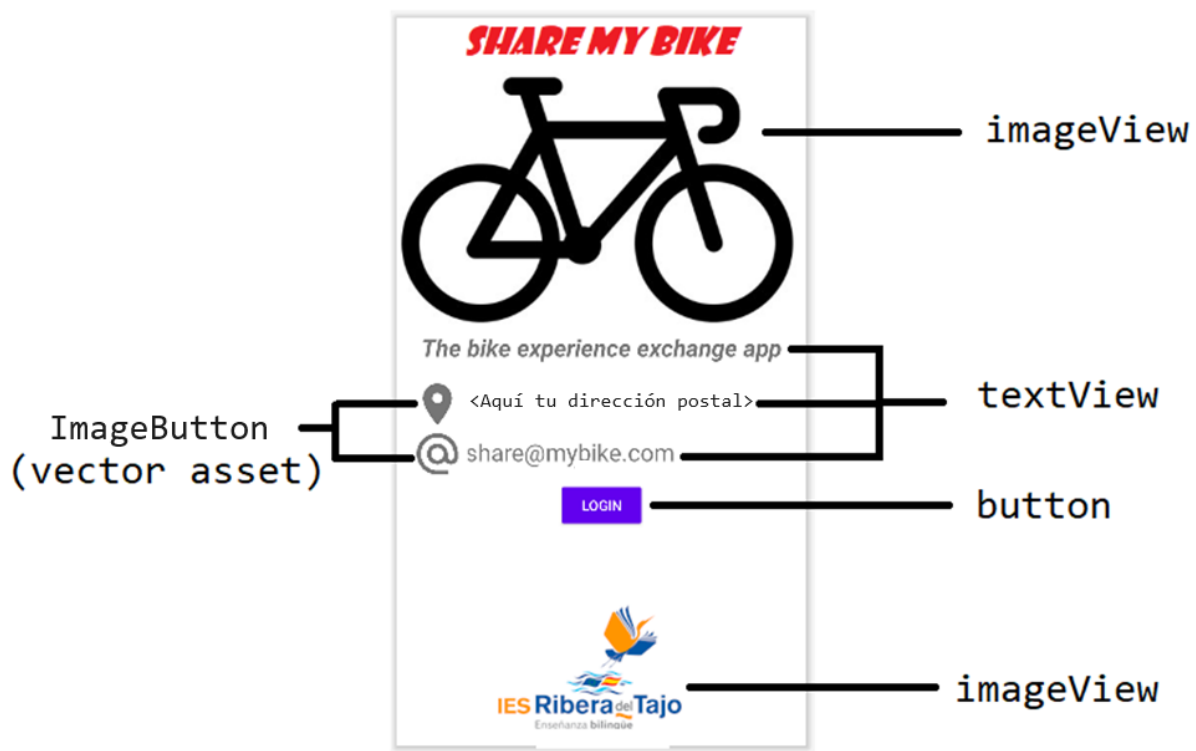 SHARE MY BIKE
imageView
The bike experience exchange app
textView
ImageButton
(vector asset)
<Aquí tu dirección postal>
share@mybike.com
LOGIN
button
IES Ribera del Tajo
Enseñanza bilingüe
imageView